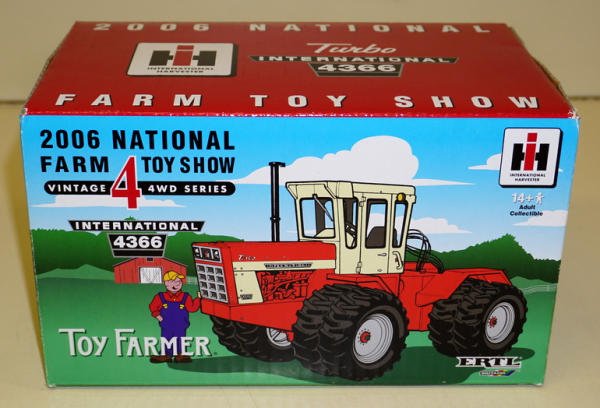 2006 NATIONAL
IH
INTERNATIONAL
HARVESTER
Turbo
INTERNATIONAL
4366
FARM TOY SHOW
2006 NATIONAL
FARM 4 TOY SHOW
VINTAGE 4WD SERIES
INTERNATIONAL
4366
IH
INTERNATIONAL
HARVESTER
14+
Adult
Collectible
INTERNATIONAL
TOY FARMER
ERTL